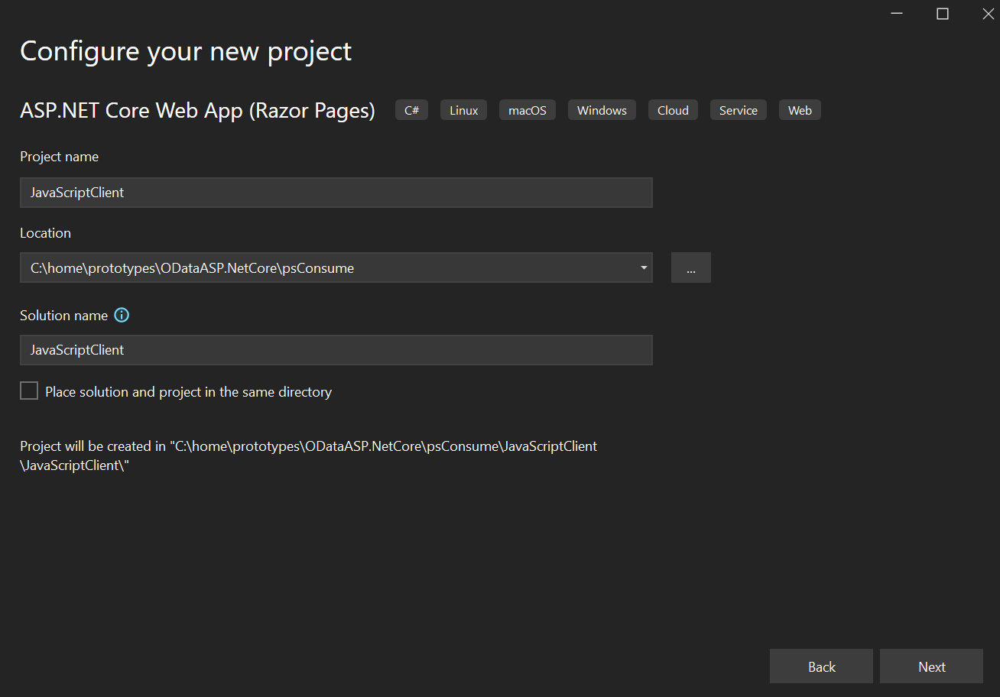 Configure your new project
ASP.NET Core Web App (Razor Pages) C# Linux macOS Windows Cloud Service Web
Project name
JavaScriptClient
Location
C:\home\prototypes\ODataASP.NetCore\psConsume
...
Solution name
JavaScriptClient
Place solution and project in the same directory
Project will be created in "C:\home\prototypes\ODataASP.NetCore\psConsume\JavaScriptClient
\JavaScriptClient\"
Back Next